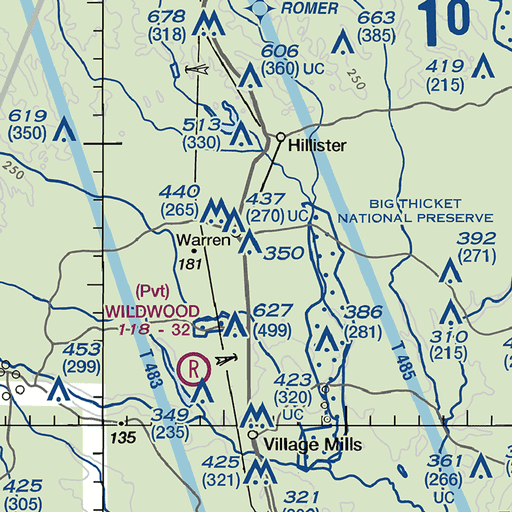 ROMER
678
(318)
663
(385)
10
606
(360) UC
250
419
(215)
619
(350)
513
(330)
Hillister
250
BIG THICKET
NATIONAL PRESERVE
440
(265)
437
(270) UC
Warren
181
350
392
(271)
(Pvt)
WILDWOOD
1-18 - 32
627
(499)
386
(281)
310
(215)
453
(299)
T 483
R
T 485
423
(320)
UC
349
(235)
135
Village Mills
425
(321)
361
(266)
UC
425
(305)
321